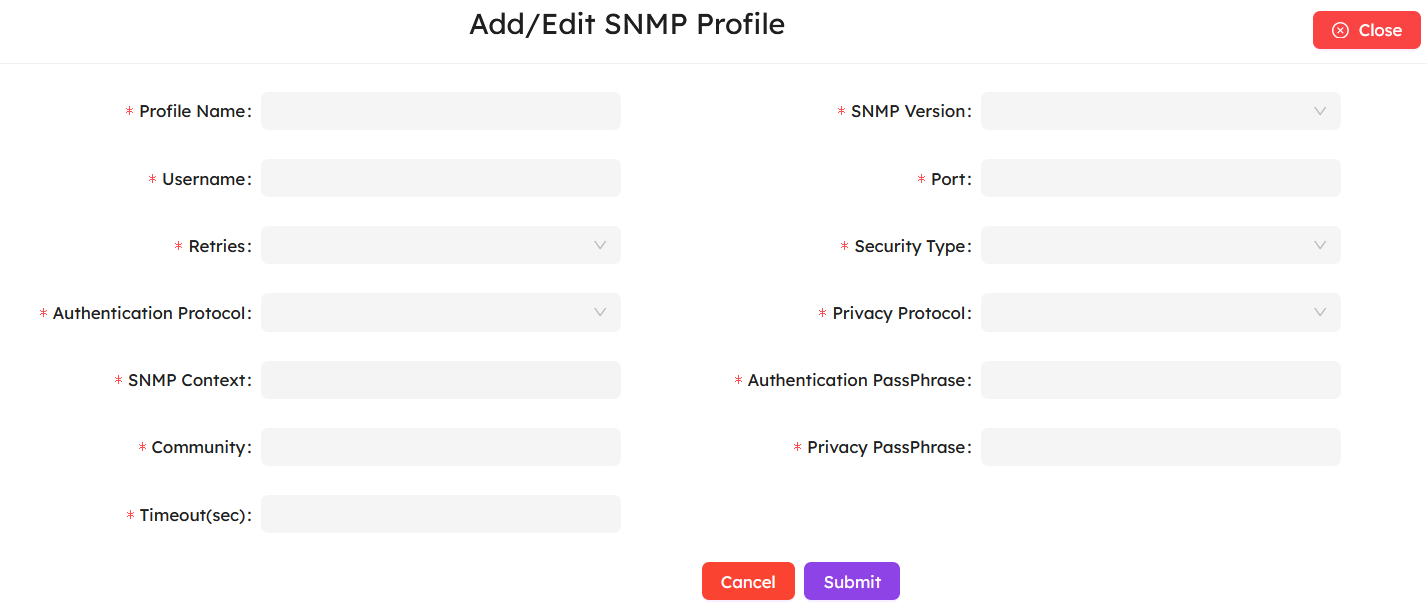 Add/Edit SNMP Profile
Close
* Profile Name:
* SNMP Version:
* Username:
* Port:
* Retries:
* Security Type:
* Authentication Protocol:
* Privacy Protocol:
* SNMP Context:
* Authentication PassPhrase:
* Community:
* Privacy PassPhrase:
* Timeout(sec):
Cancel
Submit